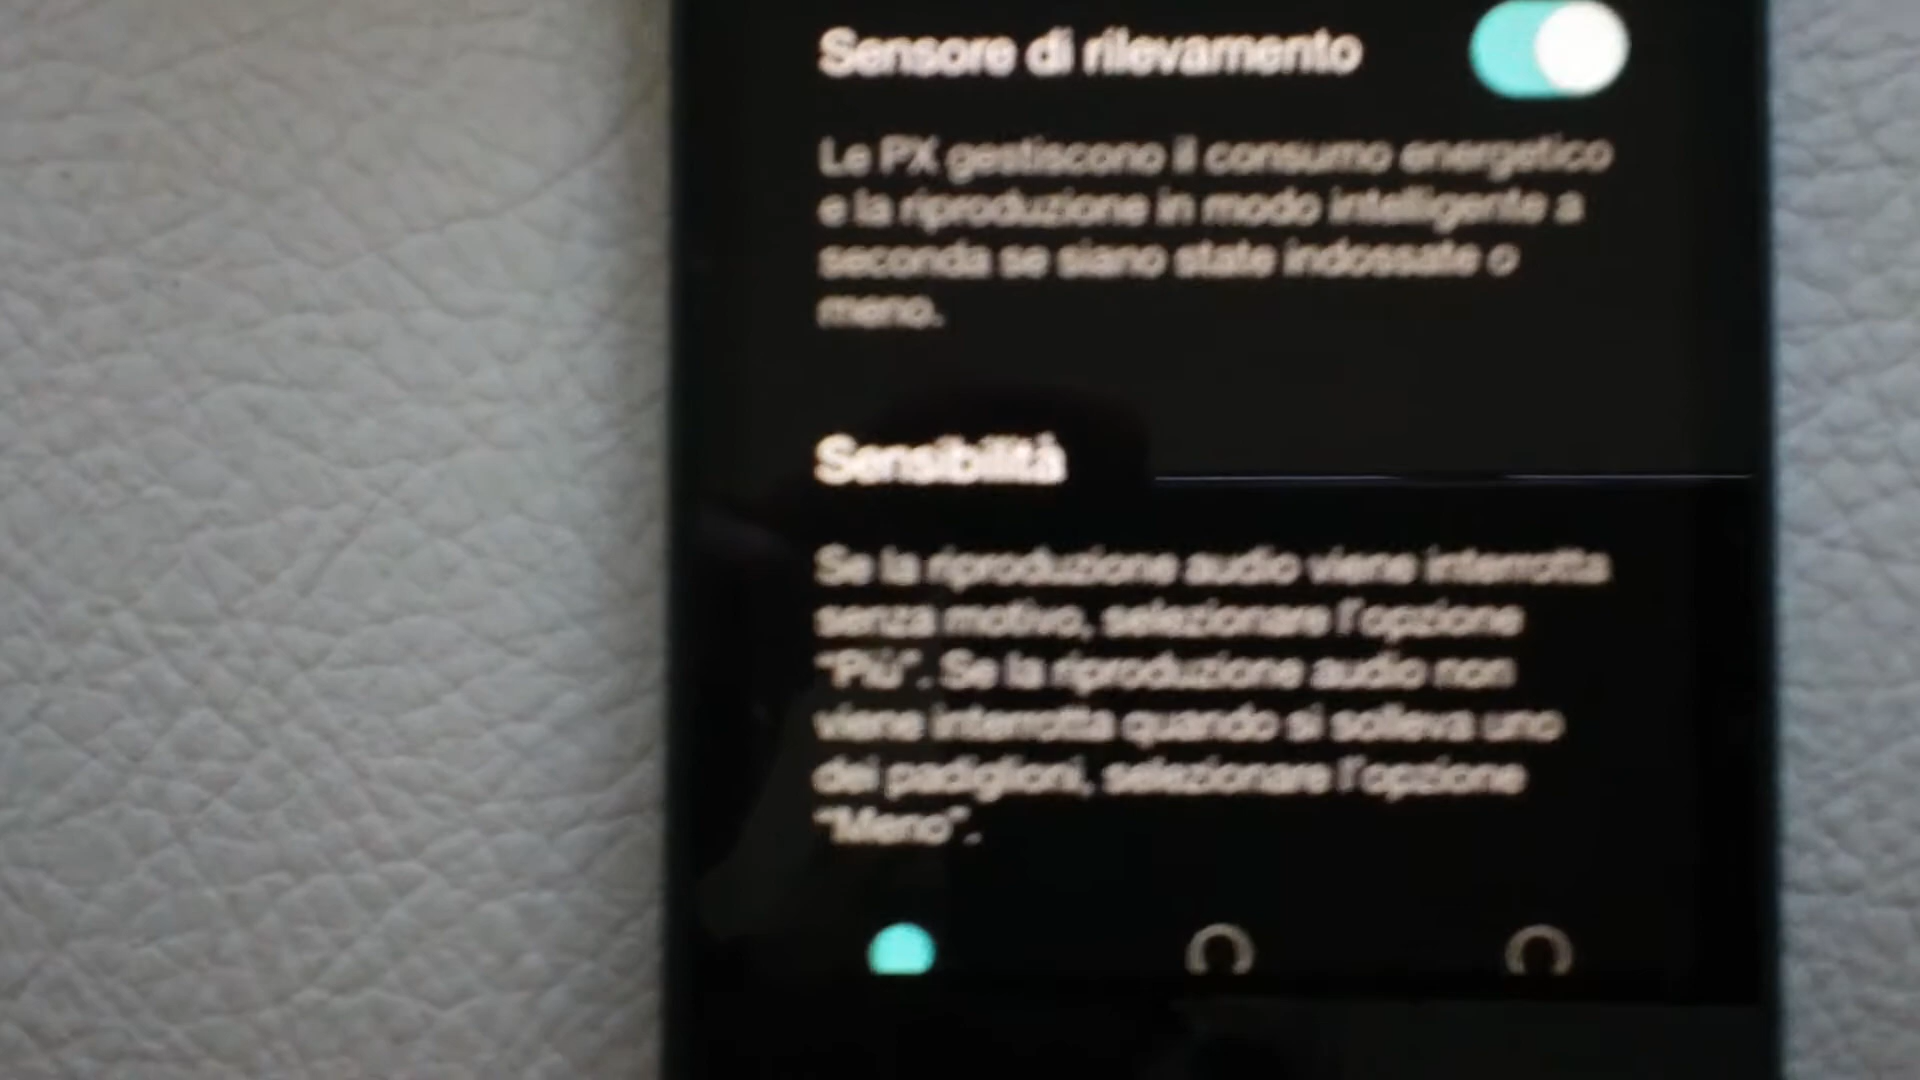 Sensore di rilevamento
Le PX gestiscono il consumo energetico
e la riproduzione in modo intelligente a
seconda se siano state indossate o
meno.
Sensibilità
Se la riproduzione audio viene interrotta
senza motivo, selezionare l'opzione
"Più". Se la riproduzione audio non
viene interrotta quando si solleva uno
dei padiglioni, selezionare l'opzione
"Meno".